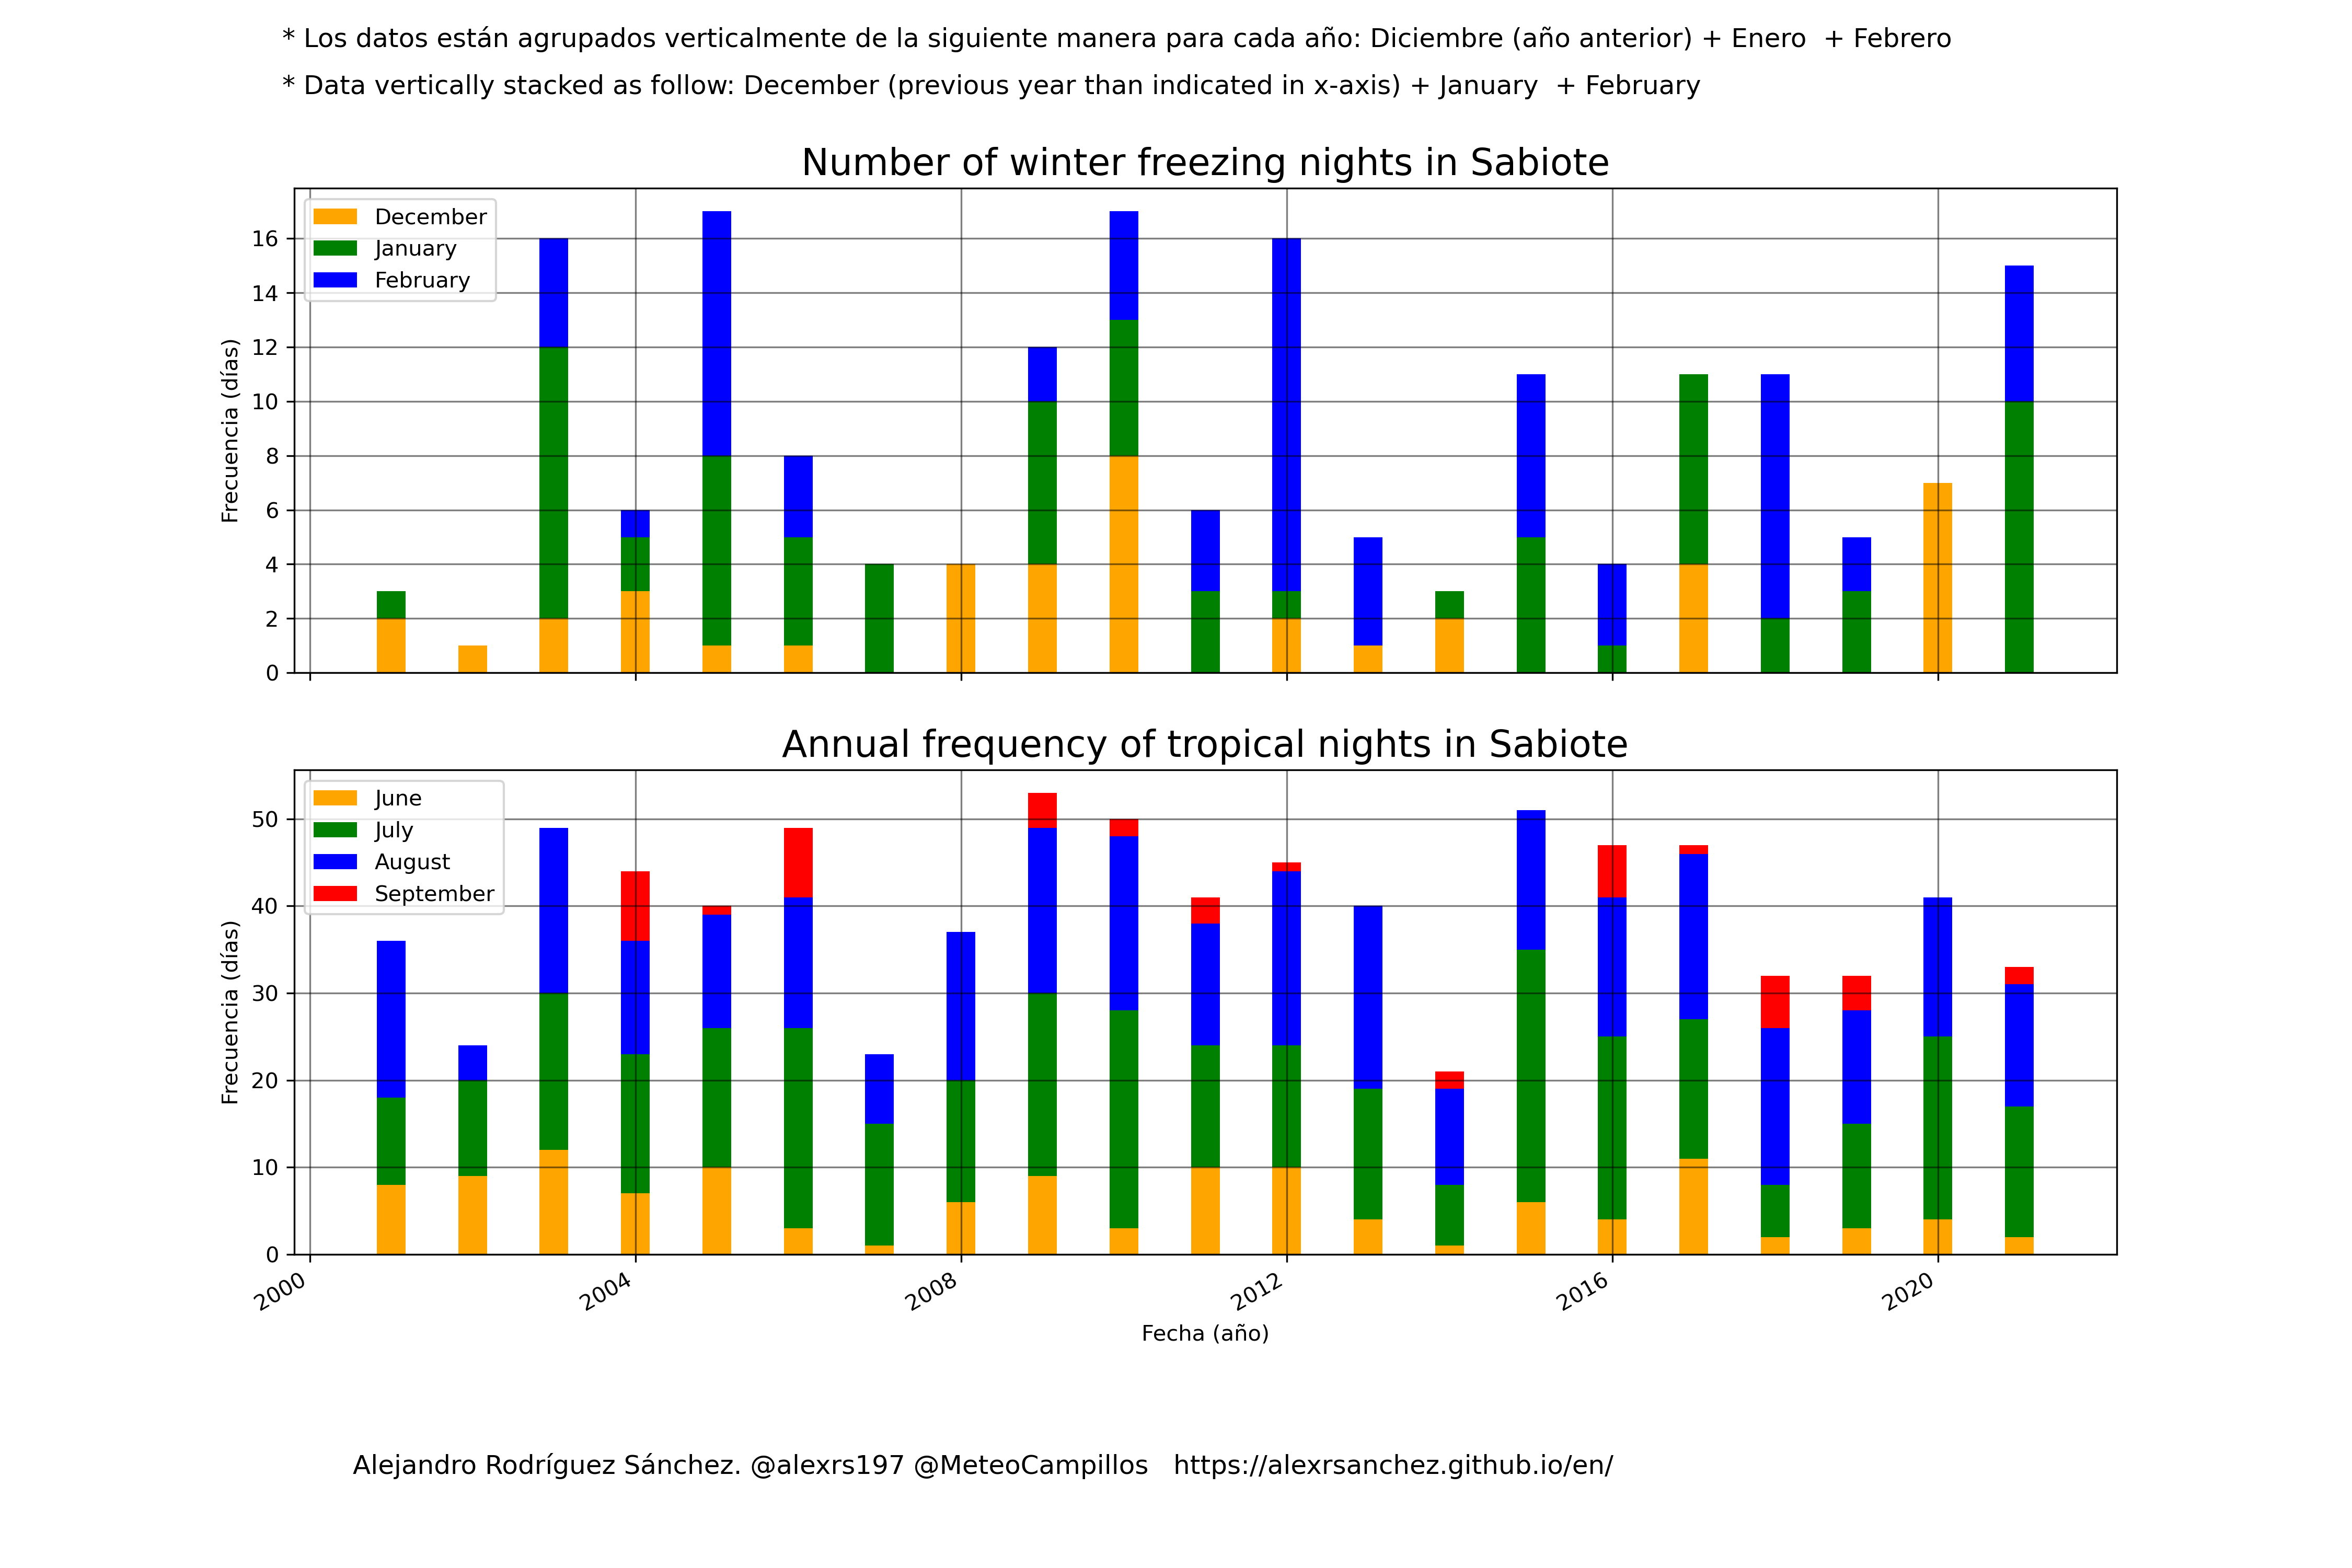 * Los datos están agrupados verticalmente de la siguiente manera para cada año: Diciembre (año anterior) + Enero  + Febrero
* Data vertically stacked as follow: December (previous year than indicated in x-axis) + January  + February
Number of winter freezing nights in Sabiote
December
January
February
Frecuencia (días)
16
14
12
10
8
6
4
2
0
Annual frequency of tropical nights in Sabiote
June
July
August
September
Frecuencia (días)
50
40
30
20
10
0
2000
2004
2008
2012
2016
2020
Fecha (año)
Alejandro Rodríguez Sánchez. @alexrs197 @MeteoCampillos   https://alexrsanchez.github.io/en/